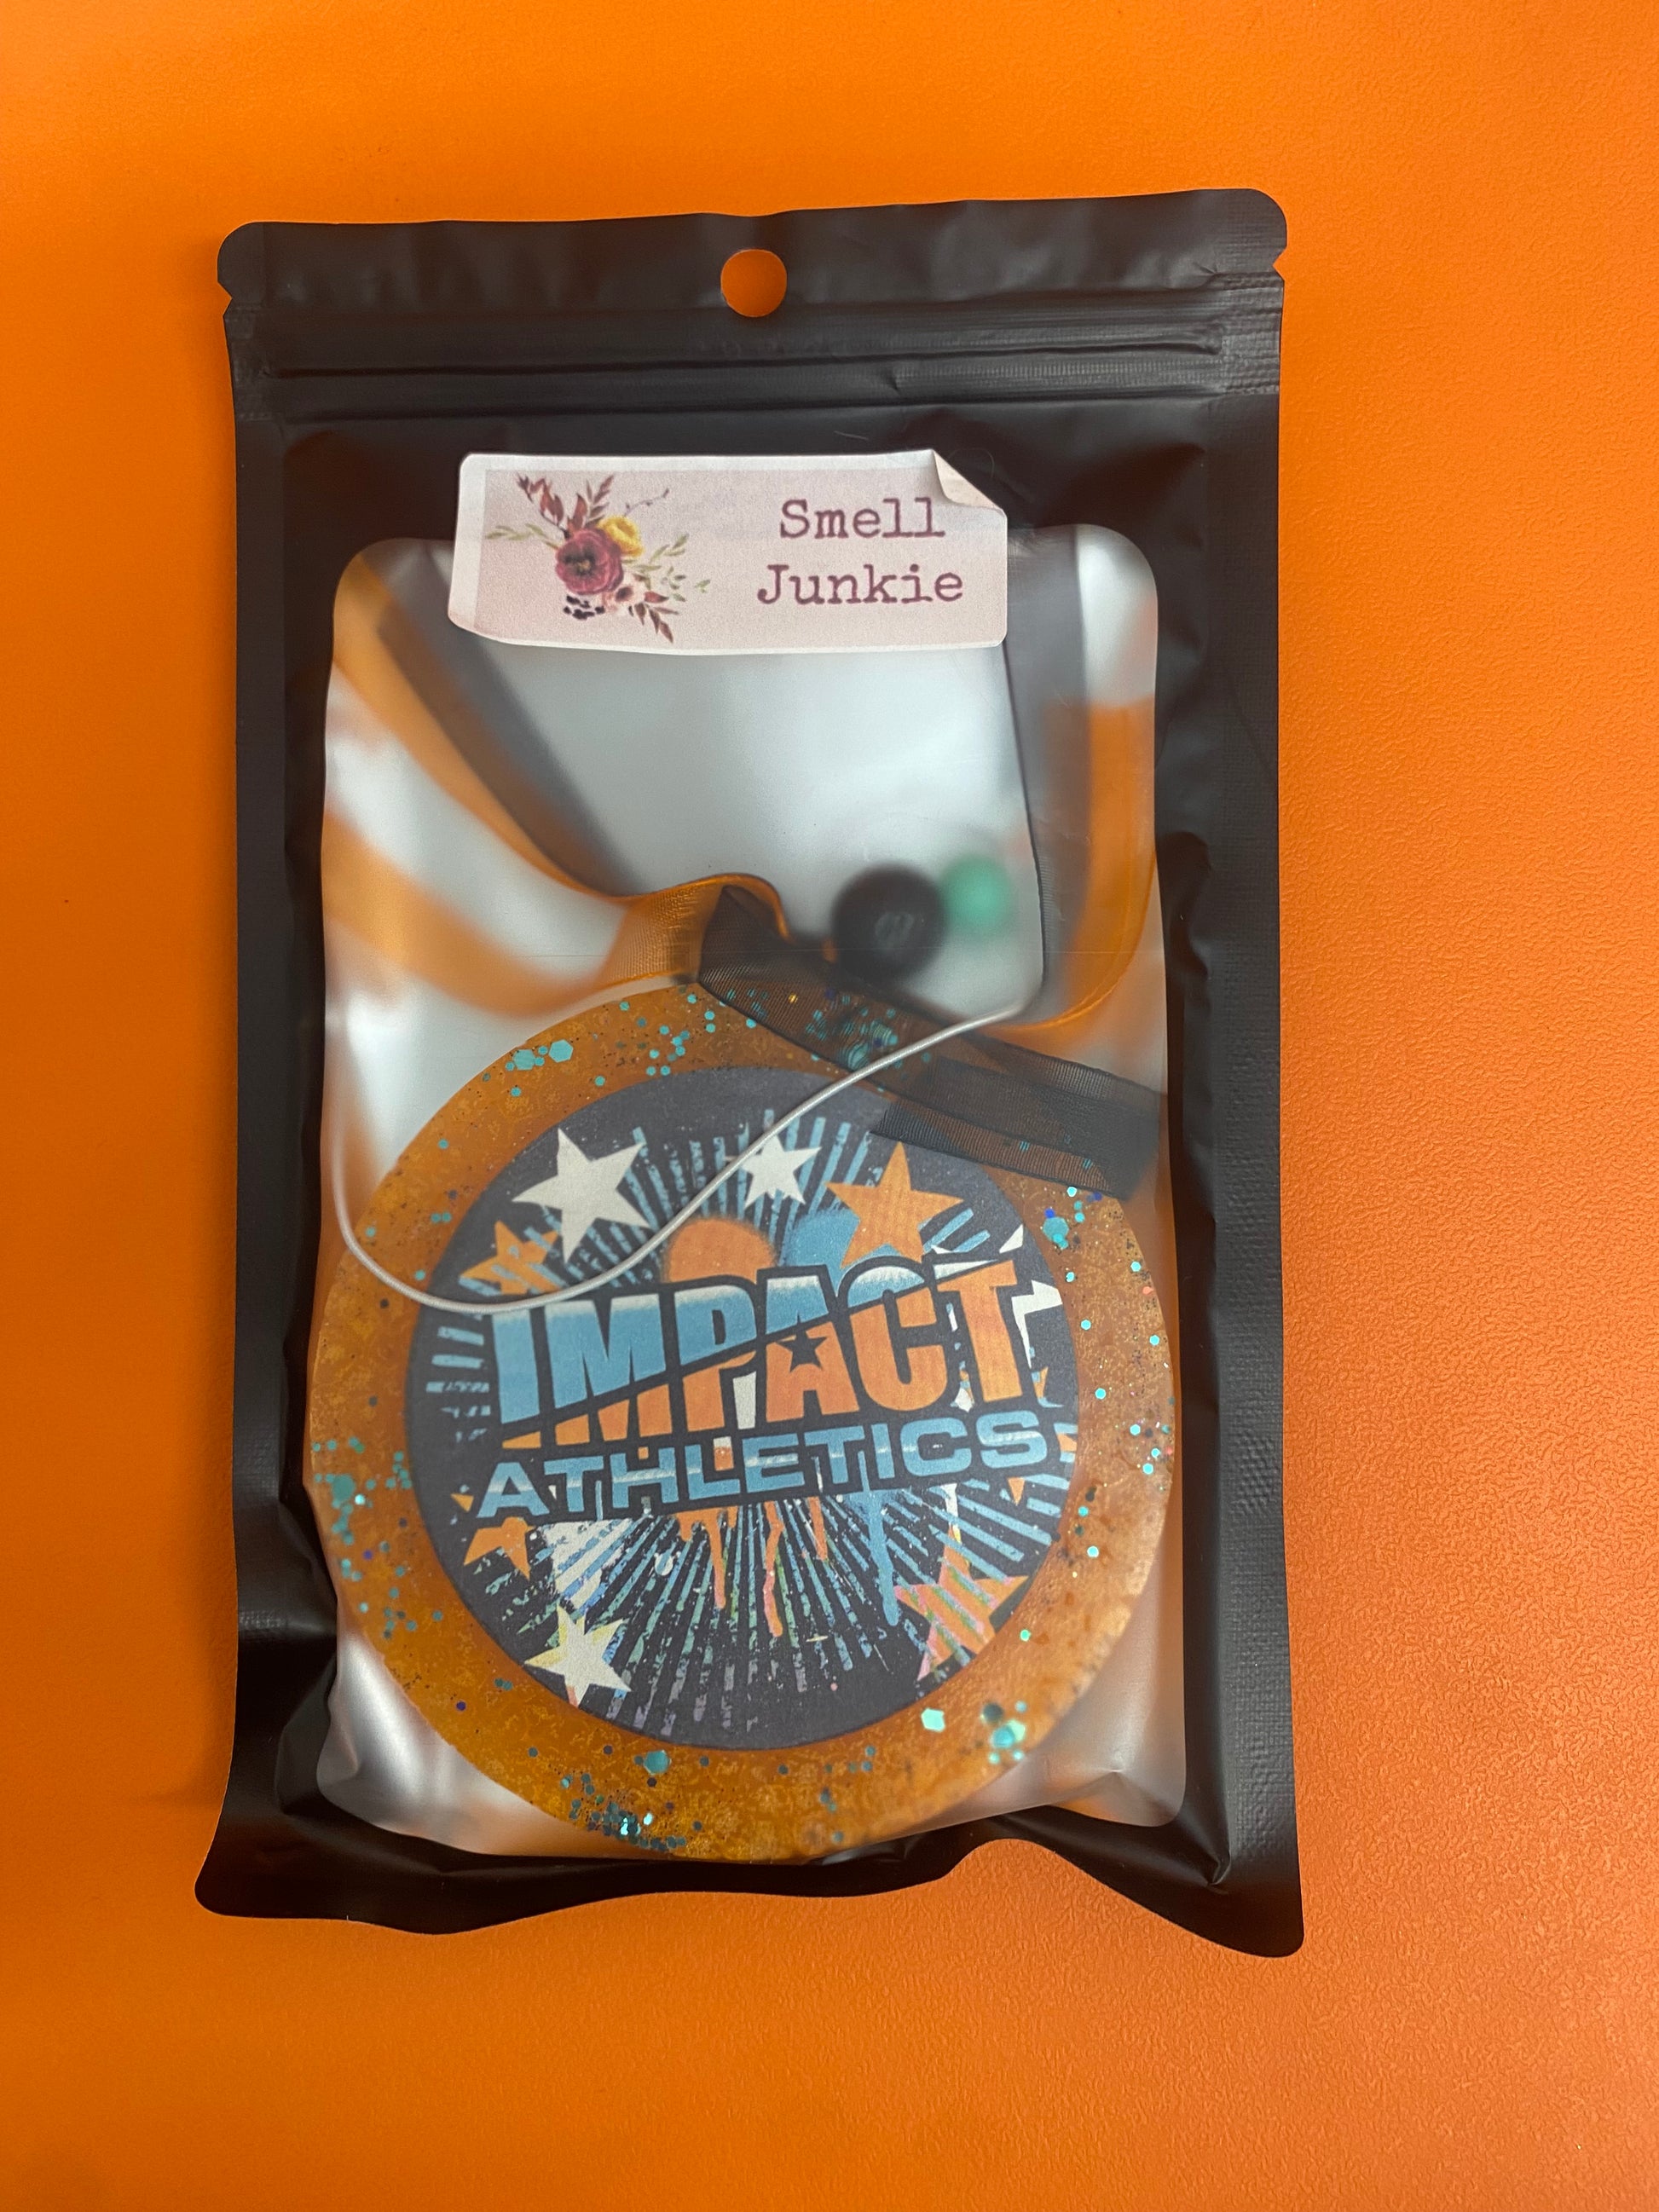 Smell
Junkie
IMPACT
ATHLETICS